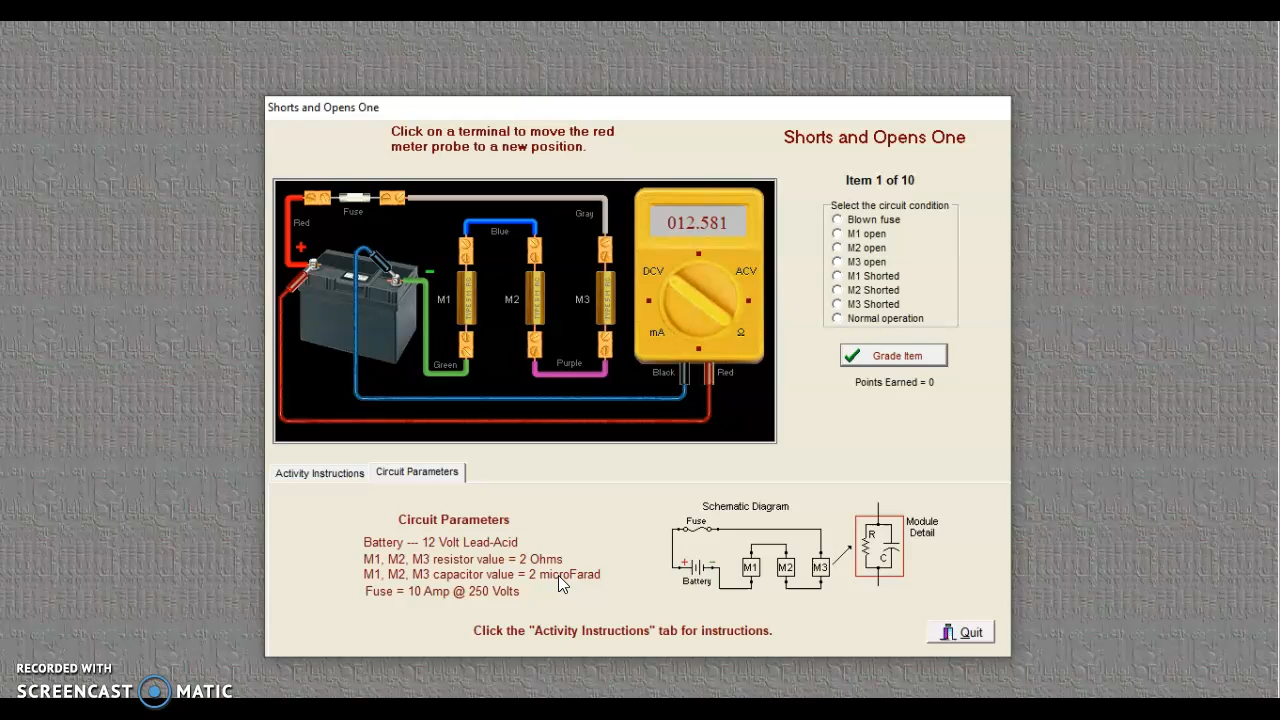 Shorts and Opens One
Click on a terminal to move the red
meter probe to a new position.
Shorts and Opens One
Item 1 of 10
Select the circuit condition
Blown fuse
M1 open
M2 open
M3 open
M1 Shorted
M2 Shorted
M3 Shorted
Normal operation
Grade Item
Points Earned = 0
Fuse
Red
Gray
Blue
+
-
M1
M2
M3
Green
Purple
012.581
DCV
ACV
mA
Ω
Black
Red
Activity Instructions
Circuit Parameters
Circuit Parameters
Battery --- 12 Volt Lead-Acid
M1, M2, M3 resistor value = 2 Ohms
M1, M2, M3 capacitor value = 2 microFarad
Fuse = 10 Amp @ 250 Volts
Schematic Diagram
Fuse
+
-
Battery
M1
M2
M3
R
C
Module
Detail
Click the "Activity Instructions" tab for instructions.
Quit
RECORDED WITH
SCREENCAST MATIC